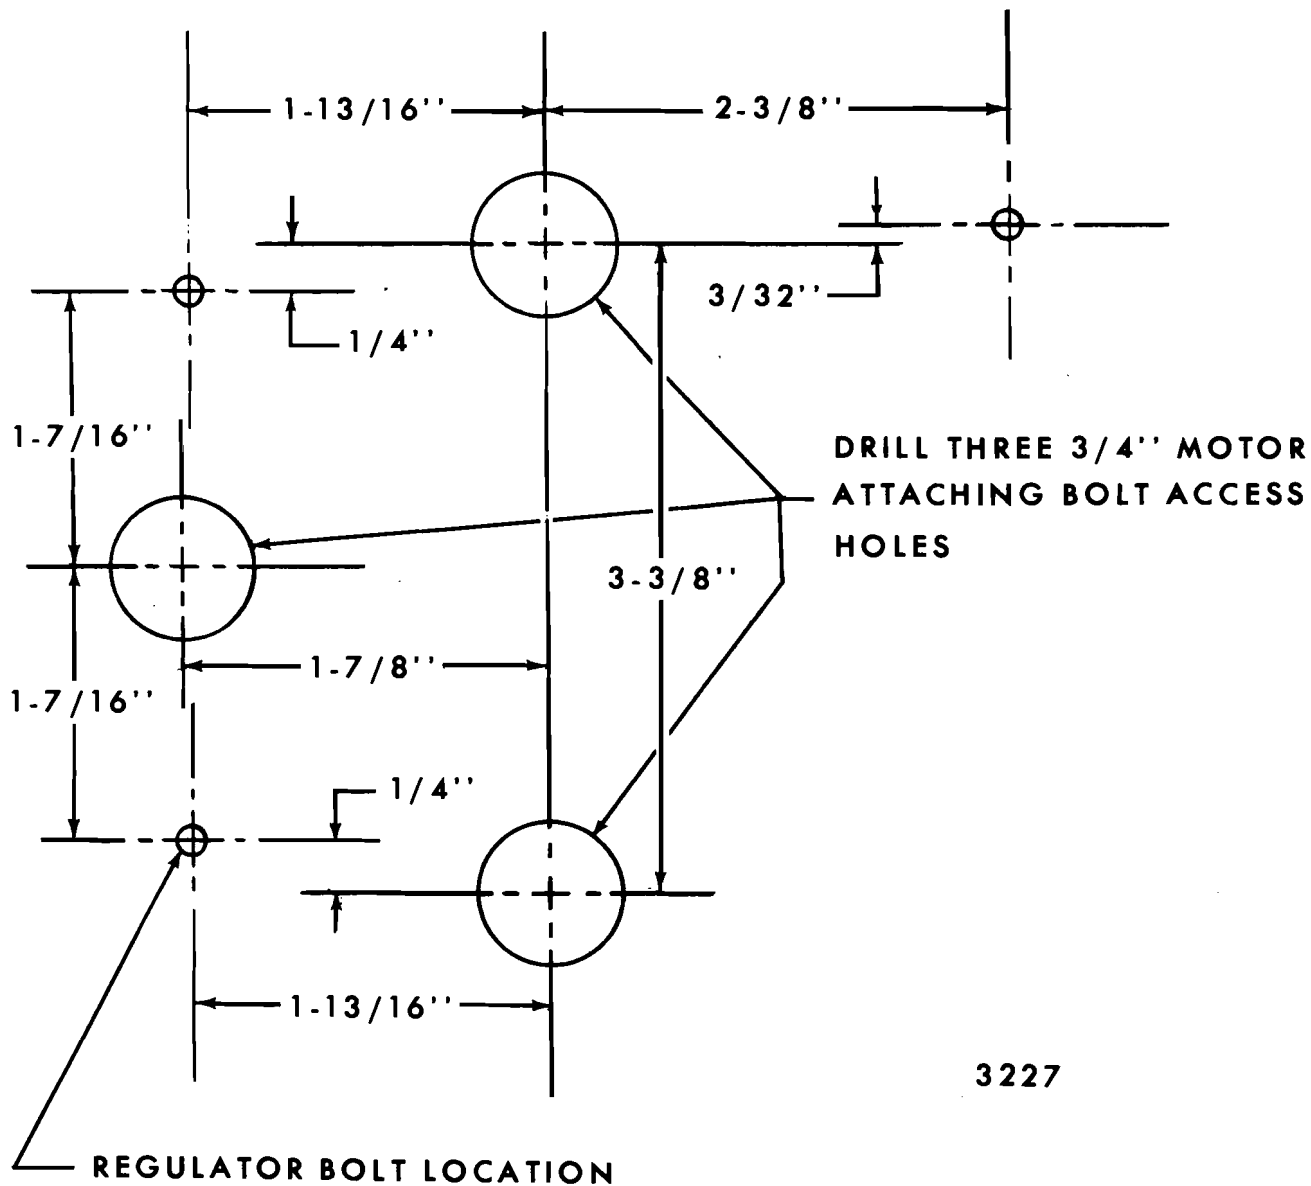 1-13/16''
2-3/8''
3/32''
1/4''
1-7/16''
DRILL THREE 3/4'' MOTOR
ATTACHING BOLT ACCESS
HOLES
3-3/8''
1-7/8''
1-7/16''
1/4''
1-13/16''
3227
REGULATOR BOLT LOCATION